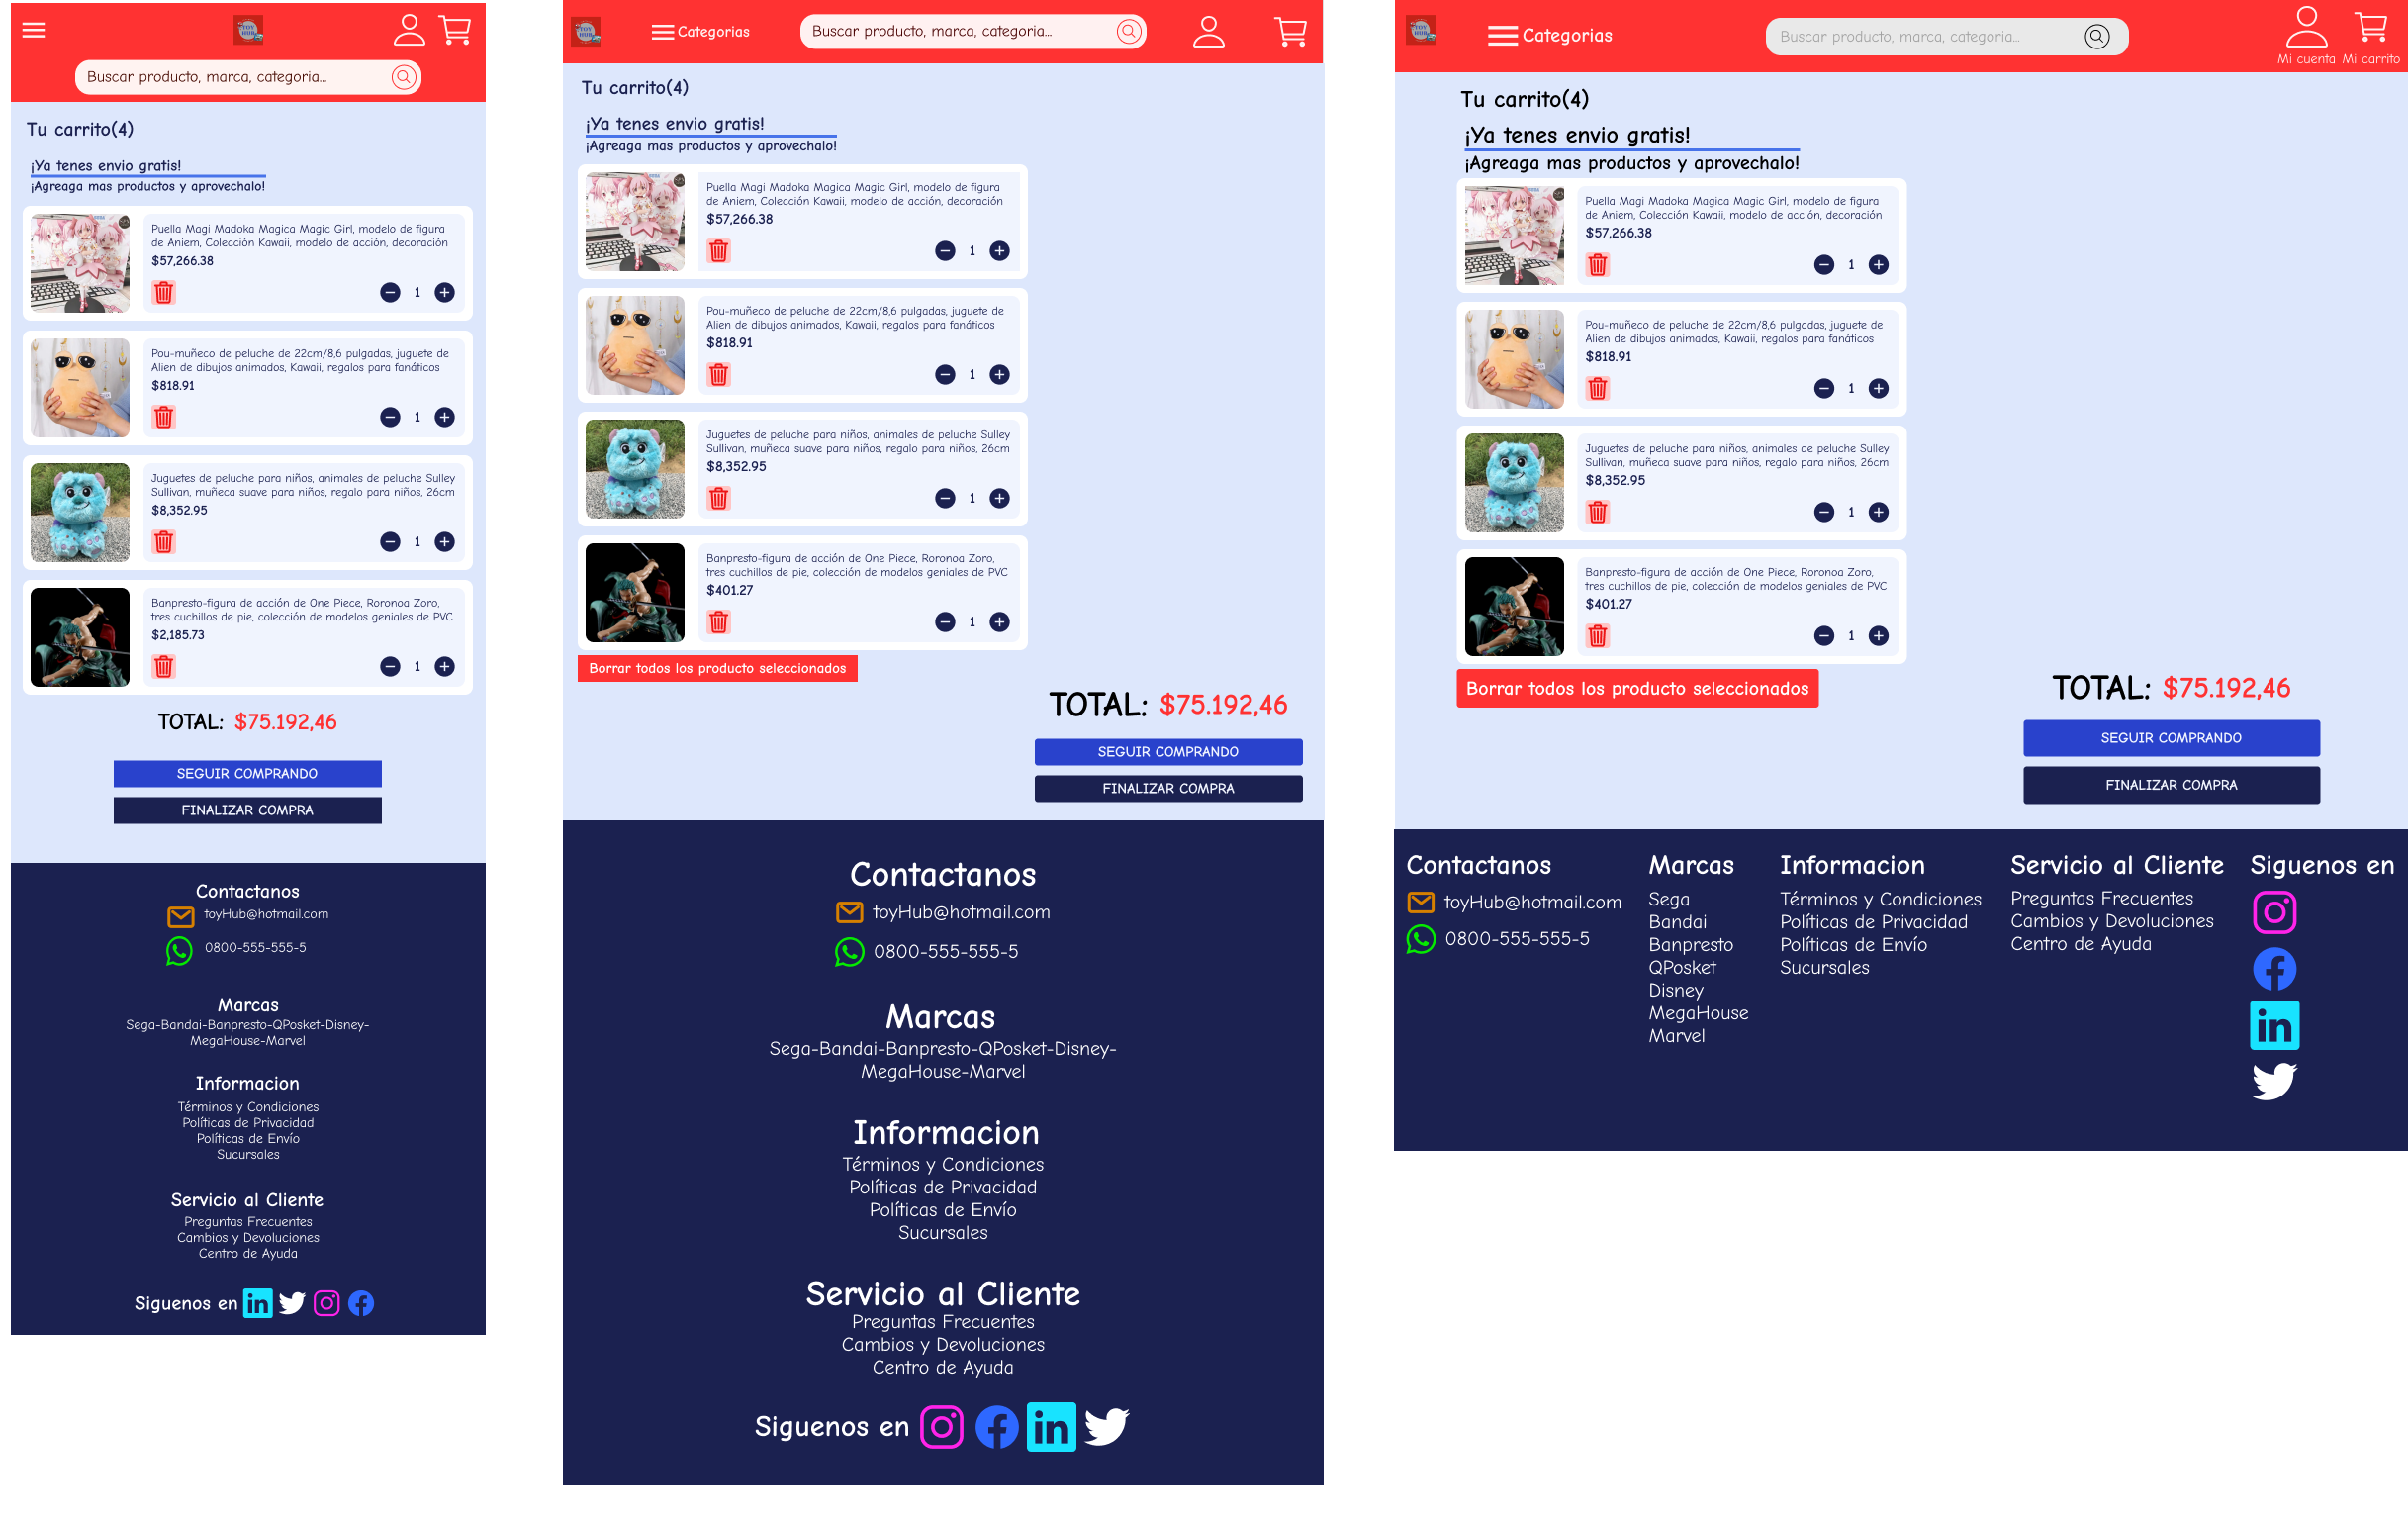 TOY
HUB
Buscar producto, marca, categoria...
Tu carrito(4)
¡Ya tenes envio gratis!
¡Agreaga mas productos y aprovechalo!
Puella Magi Madoka Magica Magic Girl, modelo de figura
de Aniem, Colección Kawaii, modelo de acción, decoración
$57,266.38
1
Pou-muñeco de peluche de 22cm/8,6 pulgadas, juguete de
Alien de dibujos animados, Kawaii, regalos para fanáticos
$818.91
1
Juguetes de peluche para niños, animales de peluche Sulley
Sullivan, muñeca suave para niños, regalo para niños, 26cm
$8,352.95
1
Banpresto-figura de acción de One Piece, Roronoa Zoro,
tres cuchillos de pie, colección de modelos geniales de PVC
$2,185.73
1
TOTAL: $75.192,46
SEGUIR COMPRANDO
FINALIZAR COMPRA
Contactanos
toyHub@hotmail.com
0800-555-555-5
Marcas
Sega-Bandai-Banpresto-QPosket-Disney-
MegaHouse-Marvel
Informacion
Términos y Condiciones
Políticas de Privacidad
Políticas de Envío
Sucursales
Servicio al Cliente
Preguntas Frecuentes
Cambios y Devoluciones
Centro de Ayuda
Siguenos en
TOY
HUB
Categorias
Buscar producto, marca, categoria...
Tu carrito(4)
¡Ya tenes envio gratis!
¡Agreaga mas productos y aprovechalo!
Puella Magi Madoka Magica Magic Girl, modelo de figura
de Aniem, Colección Kawaii, modelo de acción, decoración
$57,266.38
1
Pou-muñeco de peluche de 22cm/8,6 pulgadas, juguete de
Alien de dibujos animados, Kawaii, regalos para fanáticos
$818.91
1
Juguetes de peluche para niños, animales de peluche Sulley
Sullivan, muñeca suave para niños, regalo para niños, 26cm
$8,352.95
1
Banpresto-figura de acción de One Piece, Roronoa Zoro,
tres cuchillos de pie, colección de modelos geniales de PVC
$401.27
1
Borrar todos los producto seleccionados
TOTAL: $75.192,46
SEGUIR COMPRANDO
FINALIZAR COMPRA
Contactanos
toyHub@hotmail.com
0800-555-555-5
Marcas
Sega-Bandai-Banpresto-QPosket-Disney-
MegaHouse-Marvel
Informacion
Términos y Condiciones
Políticas de Privacidad
Políticas de Envío
Sucursales
Servicio al Cliente
Preguntas Frecuentes
Cambios y Devoluciones
Centro de Ayuda
Siguenos en
TOY
HUB
Categorias
Buscar producto, marca, categoria...
Mi cuenta
Mi carrito
Tu carrito(4)
¡Ya tenes envio gratis!
¡Agreaga mas productos y aprovechalo!
Puella Magi Madoka Magica Magic Girl, modelo de figura
de Aniem, Colección Kawaii, modelo de acción, decoración
$57,266.38
1
Pou-muñeco de peluche de 22cm/8,6 pulgadas, juguete de
Alien de dibujos animados, Kawaii, regalos para fanáticos
$818.91
1
Juguetes de peluche para niños, animales de peluche Sulley
Sullivan, muñeca suave para niños, regalo para niños, 26cm
$8,352.95
1
Banpresto-figura de acción de One Piece, Roronoa Zoro,
tres cuchillos de pie, colección de modelos geniales de PVC
$401.27
1
Borrar todos los producto seleccionados
TOTAL: $75.192,46
SEGUIR COMPRANDO
FINALIZAR COMPRA
Contactanos
toyHub@hotmail.com
0800-555-555-5
Marcas
Sega
Bandai
Banpresto
QPosket
Disney
MegaHouse
Marvel
Informacion
Términos y Condiciones
Políticas de Privacidad
Políticas de Envío
Sucursales
Servicio al Cliente
Preguntas Frecuentes
Cambios y Devoluciones
Centro de Ayuda
Siguenos en